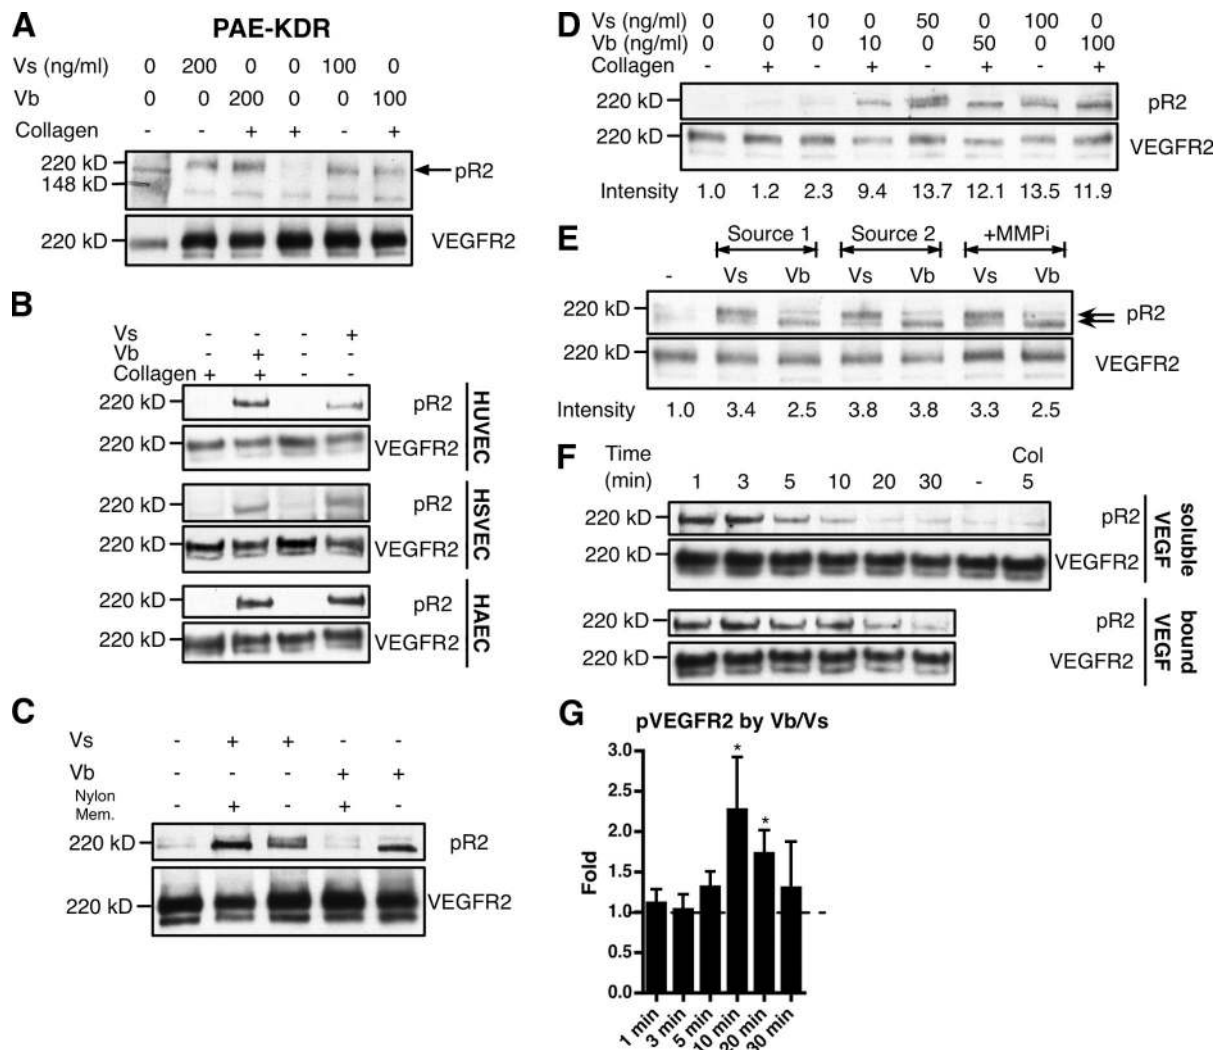 A
PAE-KDR
Vs (ng/ml) 0 200 0 0 100 0
Vb 0 0 200 0 0 100
Collagen - - + + - +
220 kD
148 kD
pR2
220 kD
VEGFR2
B
Vs - - - +
Vb - + - -
Collagen + + - -
220 kD pR2
220 kD VEGFR2
HUVEC
220 kD pR2
220 kD VEGFR2
HSVEC
220 kD pR2
220 kD VEGFR2
HAEC
C
Vs - + + - -
Vb - - - + +
Nylon
Mem. - + - + -
220 kD pR2
220 kD VEGFR2
D
Vs (ng/ml) 0 0 10 0 50 0 100 0
Vb (ng/ml) 0 0 0 10 0 50 0 100
Collagen - + - + - + - +
220 kD pR2
220 kD VEGFR2
Intensity 1.0 1.2 2.3 9.4 13.7 12.1 13.5 11.9
E
Source 1 Source 2 +MMPi
- Vs Vb Vs Vb Vs Vb
220 kD pR2
220 kD VEGFR2
Intensity 1.0 3.4 2.5 3.8 3.8 3.3 2.5
F
Time Col
(min) 1 3 5 10 20 30 - 5
220 kD pR2
220 kD VEGFR2
soluble
VEGF
220 kD pR2
220 kD VEGFR2
bound
VEGF
G
pVEGFR2 by Vb/Vs
Fold
3.0
2.5
2.0
1.5
1.0
0.5
0.0
* *
1 min 3 min 5 min 10 min 20 min 30 min